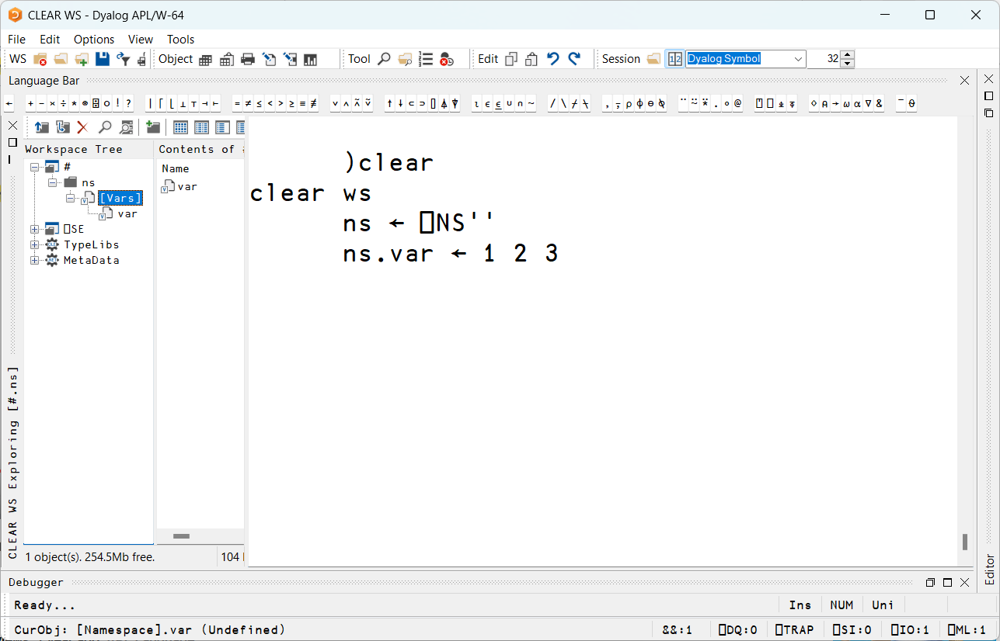 CLEAR WS - Dyalog APL/W-64
File Edit Options View Tools
WS Object Tool Edit Session Dyalog Symbol 32
Language Bar
← + - × ÷ * ⍟ ⌹ ○ ! ? | ⌈ ⌊ ⊥ ⊤ ⊣ ⊢ = ≠ ≤ < > ≥ ≡ ≢ ∨ ∧ ⍲ ⍱ ↑ ↓ ⊂ ⊃ ⌷ ⍋ ⍒ ⍳ ∊ ⍷ ∪ ∩ ~ / \ ⌿ ⍀ , ⍪ ⍴ ⌽ ⊖ ⍉ ¨ ⍨ ⍣ . ∘ @ ⍞ ⎕ ⍎ ⍕ ⋄ ⍝ → ⍵ ⍺ ∇ & ¯ ⍬
Workspace Tree
#
ns
[Vars]
var
⎕SE
TypeLibs
MetaData
Contents of
Name
var
)clear
clear ws
ns ← ⎕NS''
ns.var ← 1 2 3
CLEAR WS Exploring [#.ns]
1 object(s). 254.5Mb free. 104
Editor
Debugger
Ready... Ins NUM Uni
CurObj: [Namespace].var (Undefined) &&:1 ⎕DQ:0 ⎕TRAP ⎕SI:0 ⎕IO:1 ⎕ML:1